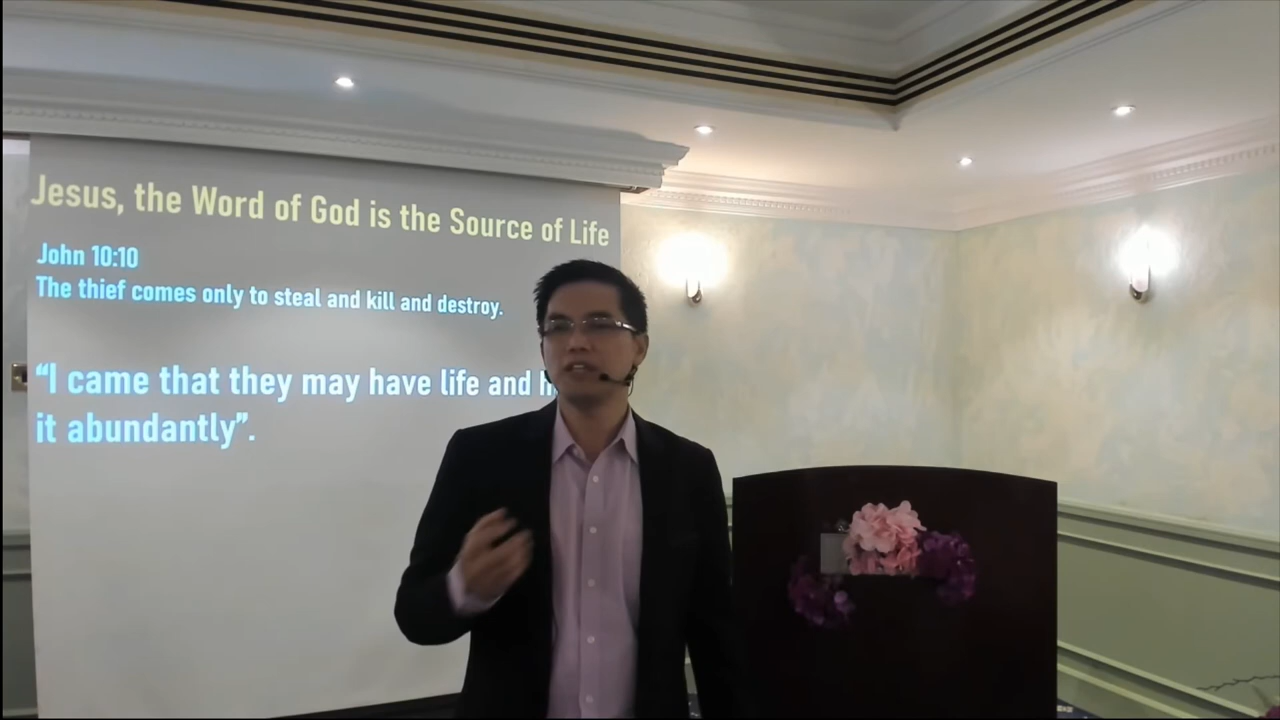 Jesus, the Word of God is the Source of Life
John 10:10
The thief comes only to steal and kill and destroy.
“I came that they may have life and
it abundantly”.